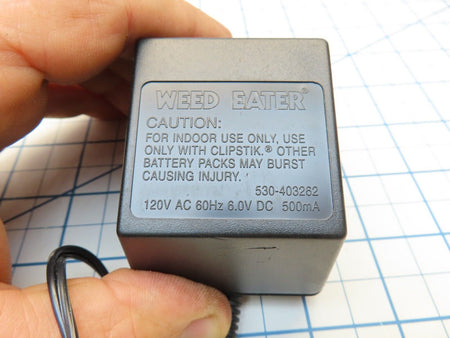 WEED EATER®
CAUTION:
FOR INDOOR USE ONLY, USE
ONLY WITH CLIPSTIK.® OTHER
BATTERY PACKS MAY BURST
CAUSING INJURY.
530-403262
120V AC 60Hz 6.0V DC 500mA